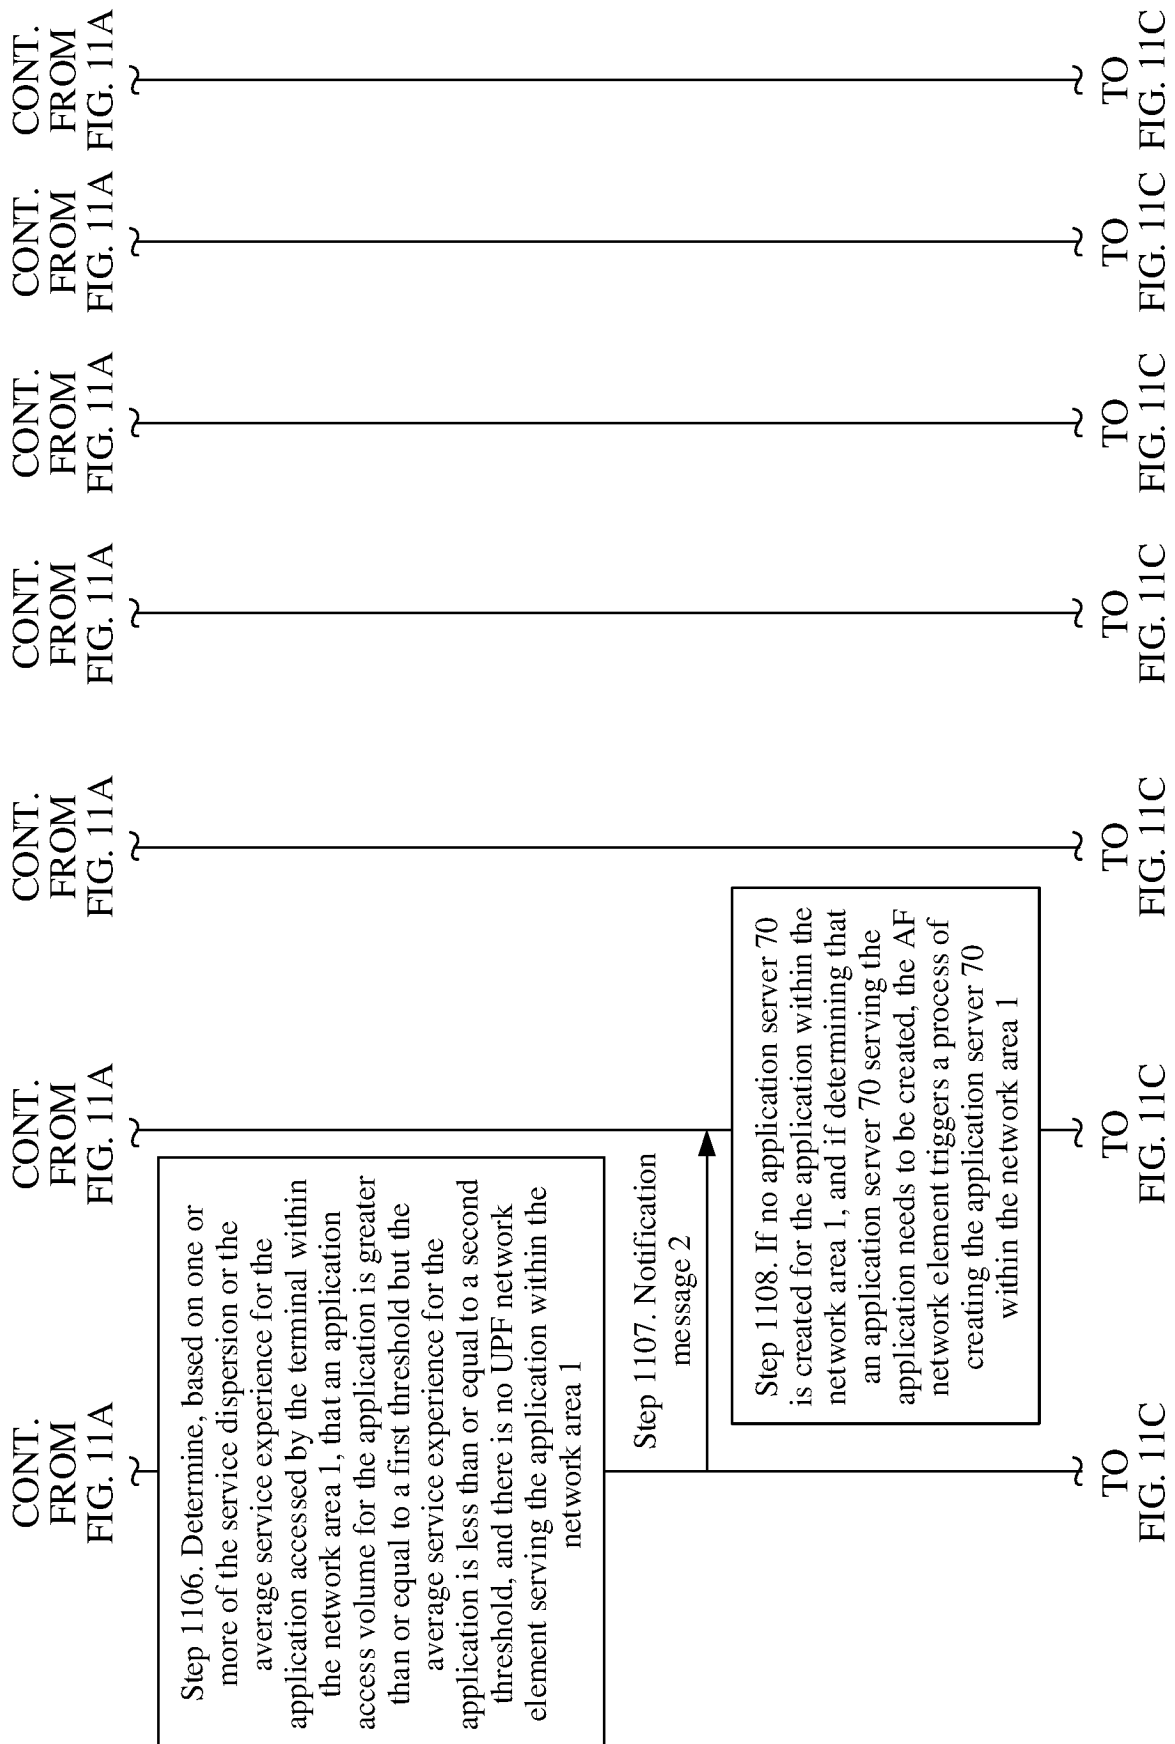 CONT.
FROM
FIG. 11A
CONT.
FROM
FIG. 11A
CONT.
FROM
FIG. 11A
CONT.
FROM
FIG. 11A
CONT.
FROM
FIG. 11A
CONT.
FROM
FIG. 11A
CONT.
FROM
FIG. 11A
Step 1106. Determine, based on one or
more of the service dispersion or the
average service experience for the
application accessed by the terminal within
the network area 1, that an application
access volume for the application is greater
than or equal to a first threshold but the
average service experience for the
application is less than or equal to a second
threshold, and there is no UPF network
element serving the application within the
network area 1
Step 1107. Notification
message 2
Step 1108. If no application server 70
is created for the application within the
network area 1, and if determining that
an application server 70 serving the
application needs to be created, the AF
network element triggers a process of
creating the application server 70
within the network area 1
TO
FIG. 11C
TO
FIG. 11C
TO
FIG. 11C
TO
FIG. 11C
TO
FIG. 11C
TO
FIG. 11C
TO
FIG. 11C